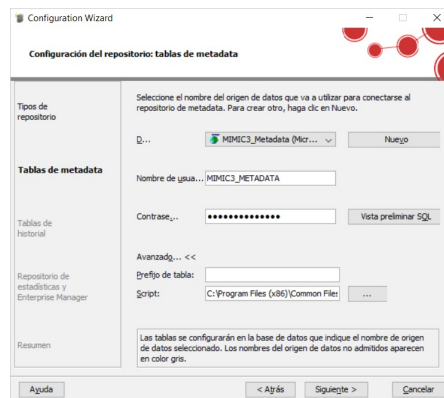 Configuration Wizard
Configuración del repositorio: tablas de metadata
Tipos de
repositorio
Tablas de metadata
Tablas de
historial
Repositorio de
estadísticas y
Enterprise Manager
Resumen
Seleccione el nombre del origen de datos que va a utilizar para conectarse al
repositorio de metadata. Para crear otro, haga clic en Nuevo.
D... MIMIC3_Metadata (Micr... Nuevo
Nombre de usua... MIMIC3_METADATA
Contrase... ●●●●●●●●●●●●●● Vista preliminar SQL
Avanzado... <<
Prefijo de tabla:
Script: C:\Program Files (x86)\Common Files ...
Las tablas se configurarán en la base de datos que indique el nombre de origen
de datos seleccionado. Los nombres del origen de datos no admitidos aparecen
en color gris.
Ayuda < Atrás Siguiente > Cancelar